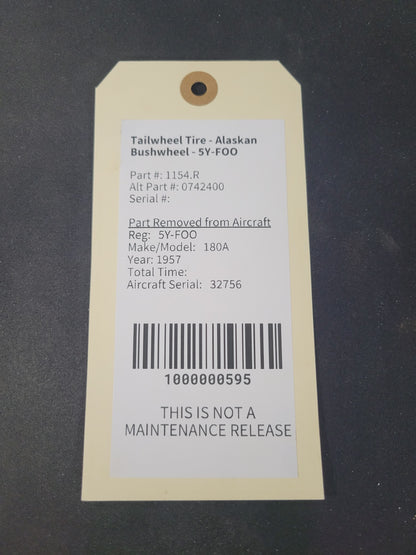 Tailwheel Tire - Alaskan
Bushwheel - 5Y-FOO
Part #: 1154.R
Alt Part #: 0742400
Serial #:
Part Removed from Aircraft
Reg: 5Y-FOO
Make/Model: 180A
Year: 1957
Total Time:
Aircraft Serial: 32756
1000000595
THIS IS NOT A
MAINTENANCE RELEASE